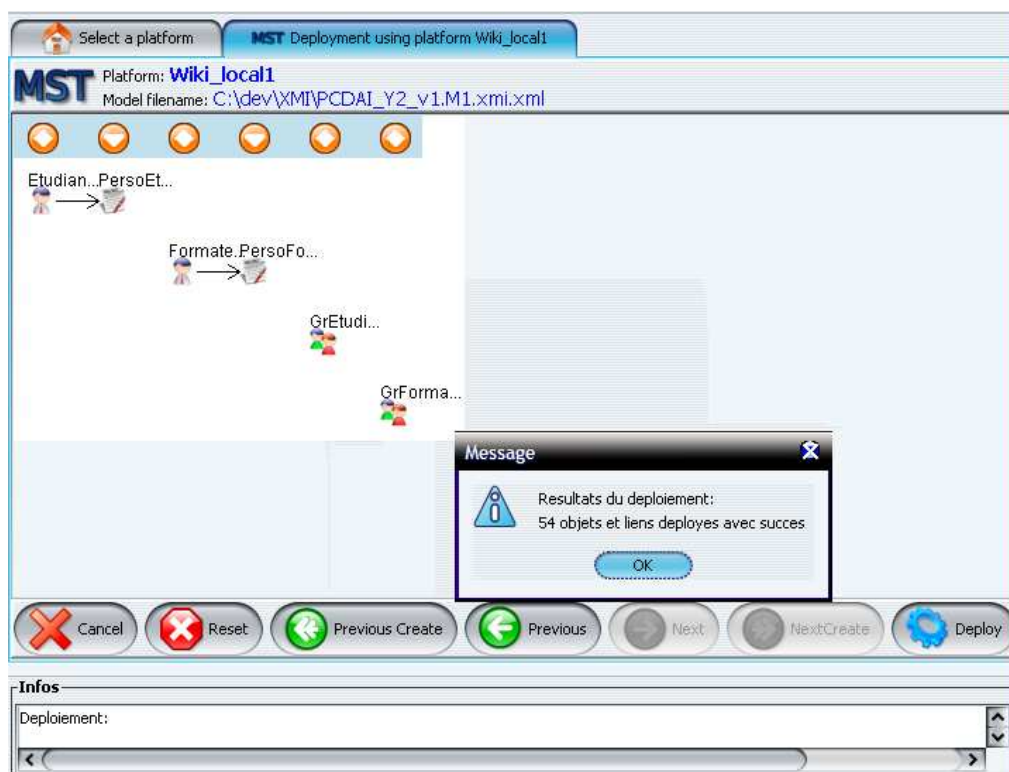 Select a platform
MST Deployment using platform Wiki_local1
MST
Platform: Wiki_local1
Model filename: C:\dev\XMI\PCDAI_Y2_v1.M1.xmi.xml
Etudian...PersoEt...
Formate.PersoFo...
GrEtudi...
GrForma...
Message
Resultats du deploiement:
54 objets et liens deployes avec succes
OK
Cancel
Reset
Previous Create
Previous
Next
NextCreate
Deploy
Infos
Deploiement: